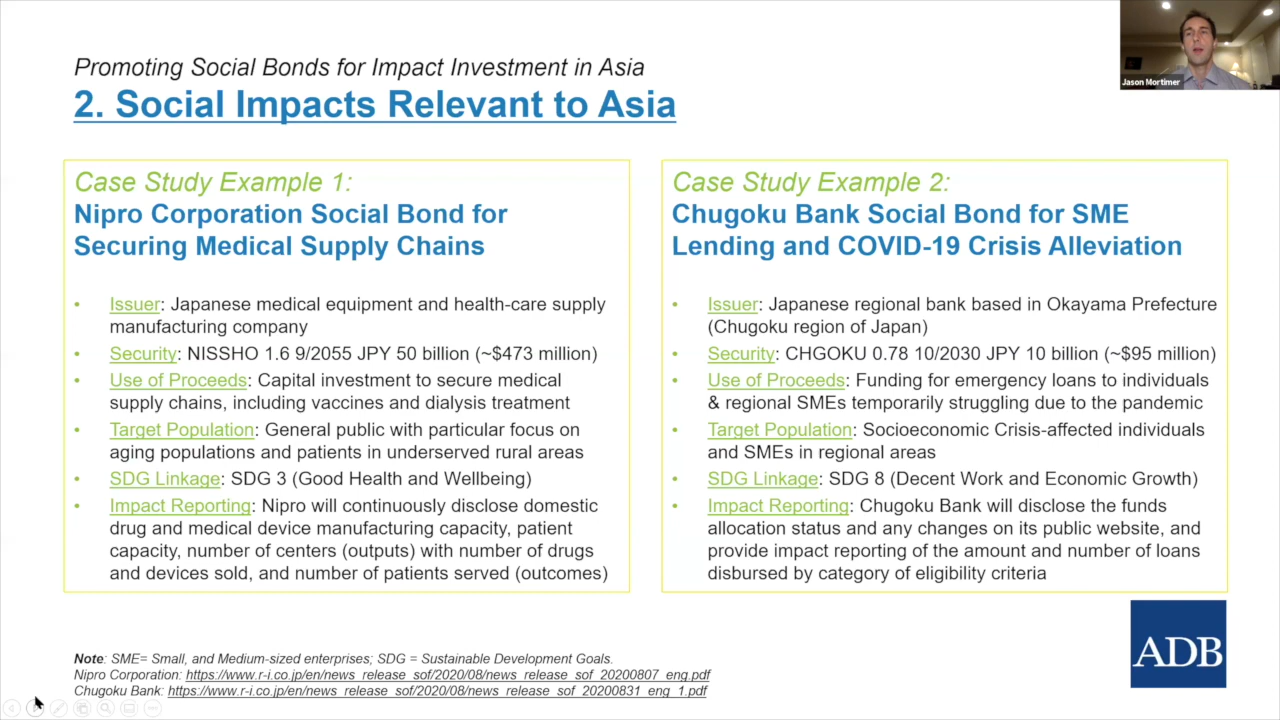 Promoting Social Bonds for Impact Investment in Asia
2. Social Impacts Relevant to Asia
Jason Mortimer
Case Study Example 1:
Nipro Corporation Social Bond for
Securing Medical Supply Chains
• Issuer: Japanese medical equipment and health-care supply
manufacturing company
• Security: NISSHO 1.6 9/2055 JPY 50 billion (~$473 million)
• Use of Proceeds: Capital investment to secure medical
supply chains, including vaccines and dialysis treatment
• Target Population: General public with particular focus on
aging populations and patients in underserved rural areas
• SDG Linkage: SDG 3 (Good Health and Wellbeing)
• Impact Reporting: Nipro will continuously disclose domestic
drug and medical device manufacturing capacity, patient
capacity, number of centers (outputs) with number of drugs
and devices sold, and number of patients served (outcomes)
Case Study Example 2:
Chugoku Bank Social Bond for SME
Lending and COVID-19 Crisis Alleviation
• Issuer: Japanese regional bank based in Okayama Prefecture
(Chugoku region of Japan)
• Security: CHGOKU 0.78 10/2030 JPY 10 billion (~$95 million)
• Use of Proceeds: Funding for emergency loans to individuals
& regional SMEs temporarily struggling due to the pandemic
• Target Population: Socioeconomic Crisis-affected individuals
and SMEs in regional areas
• SDG Linkage: SDG 8 (Decent Work and Economic Growth)
• Impact Reporting: Chugoku Bank will disclose the funds
allocation status and any changes on its public website, and
provide impact reporting of the amount and number of loans
disbursed by category of eligibility criteria
ADB
Note: SME= Small, and Medium-sized enterprises; SDG = Sustainable Development Goals.
Nipro Corporation: https://www.r-i.co.jp/en/news_release_sof/2020/08/news_release_sof_20200807_eng.pdf
Chugoku Bank: https://www.r-i.co.jp/en/news_release_sof/2020/08/news_release_sof_20200831_eng_1.pdf